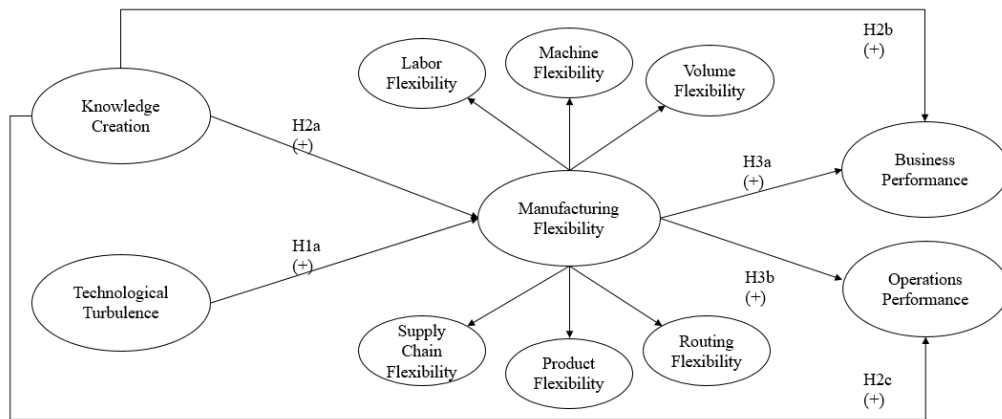 H2b
(+)
Labor
Flexibility
Machine
Flexibility
Volume
Flexibility
Knowledge
Creation
H2a
(+)
H3a
(+)
Business
Performance
Manufacturing
Flexibility
H1a
(+)
Technological
Turbulence
H3b
(+)
Operations
Performance
Supply
Chain
Flexibility
Product
Flexibility
Routing
Flexibility
H2c
(+)